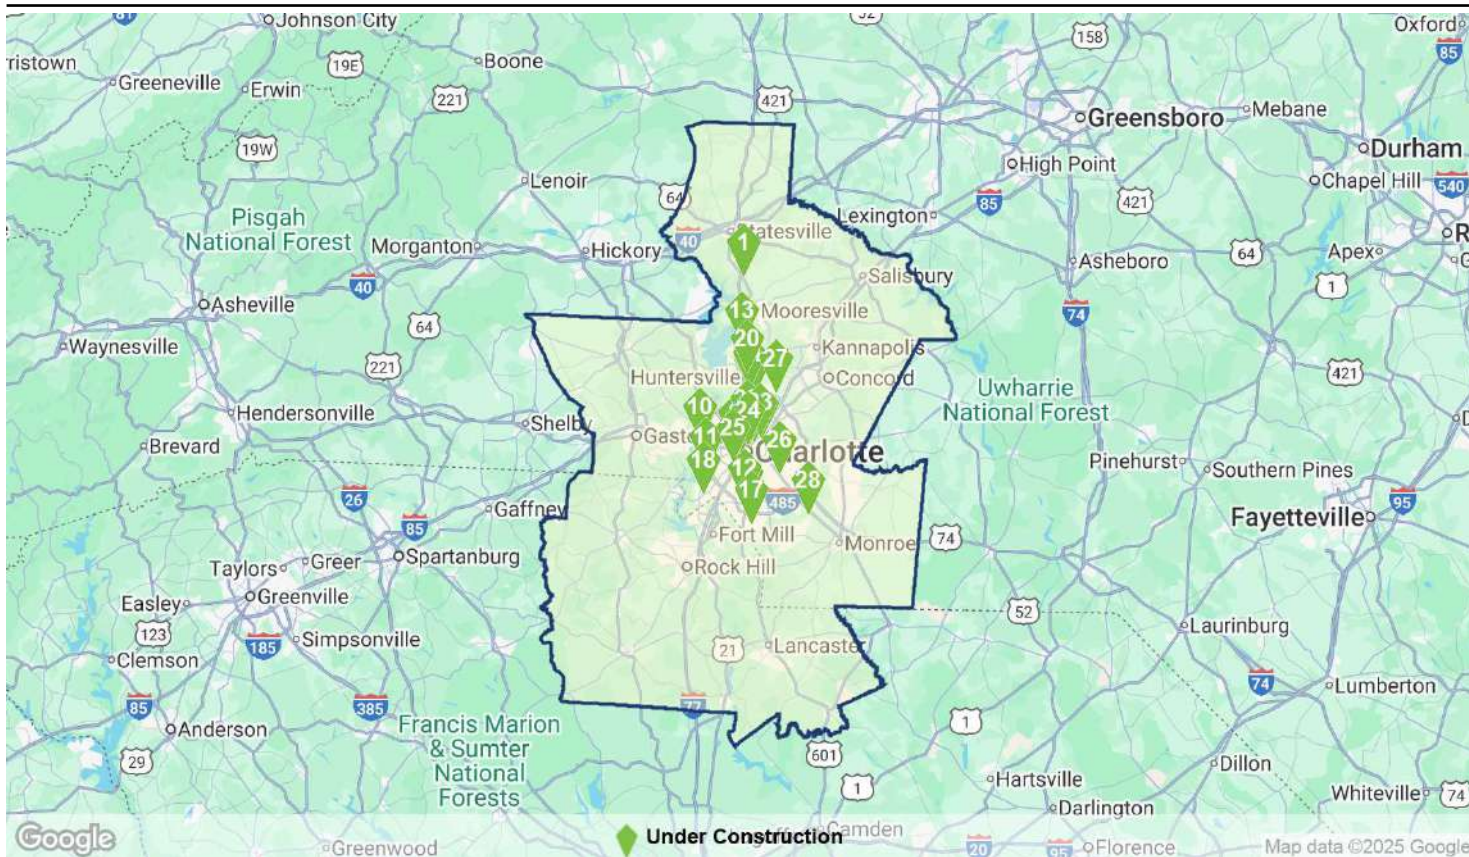 81
Johnson City
52
Oxford
ristown
19E
Boone
158
85
Greeneville
Erwin
221
421
Greensboro
Mebane
19W
Durham
High Point
Lenoir
64
85
421
Chapel Hill
540
Pisgah
National Forest
Lexington
Morganton
Hickory
40
Statesville
1
R
Apex
64
Asheboro
Salisbury
40
1
Asheville
13
Mooresville
74
64
20
Waynesville
221
27
Kannapolis
Huntersville
Concord
421
Uwharrie
National Forest
Hendersonville
10
24
Shelby
25
Gasto
11
26
Charlotte
Brevard
18
12
28
Pinehurst
Southern Pines
17
485
26
95
Gaffney
85
Fayetteville
Fort Mill
Monroe
74
Spartanburg
Greer
Taylors
Rock Hill
Greenville
Easley
52
123
Simpsonville
Laurinburg
185
Lancaster
21
Clemson
74
Lumberton
85
385
77
Anderson
Francis Marion
& Sumter
National
Forests
1
601
29
Dillon
Hartsville
1
Whiteville
74
Darlington
Google
Under Construction
Camden
Greenwood
20
95
Florence
Map data ©2025 Google